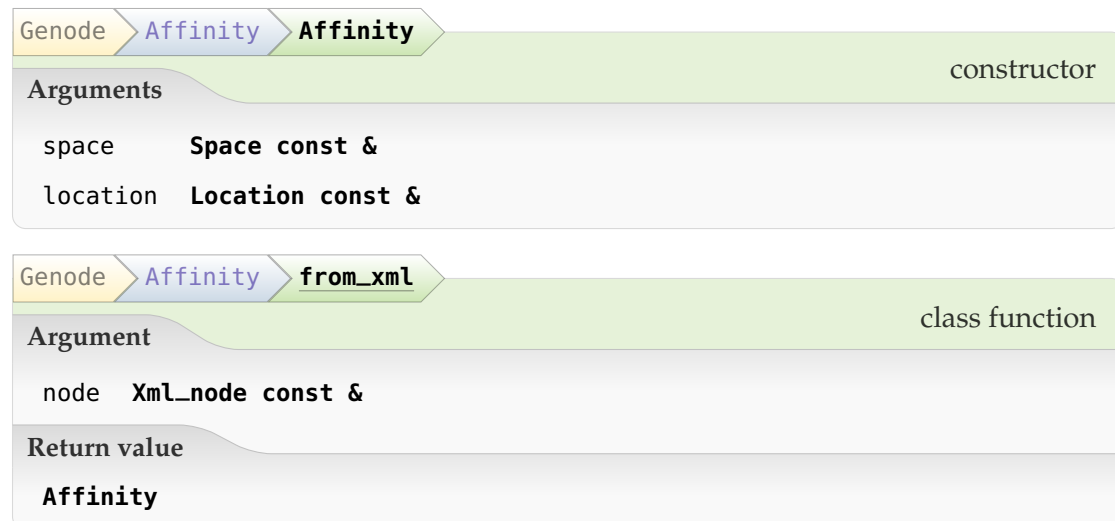 Genode Affinity Affinity
constructor
Arguments
space Space const &
location Location const &
Genode Affinity from_xml
class function
Argument
node Xml_node const &
Return value
Affinity